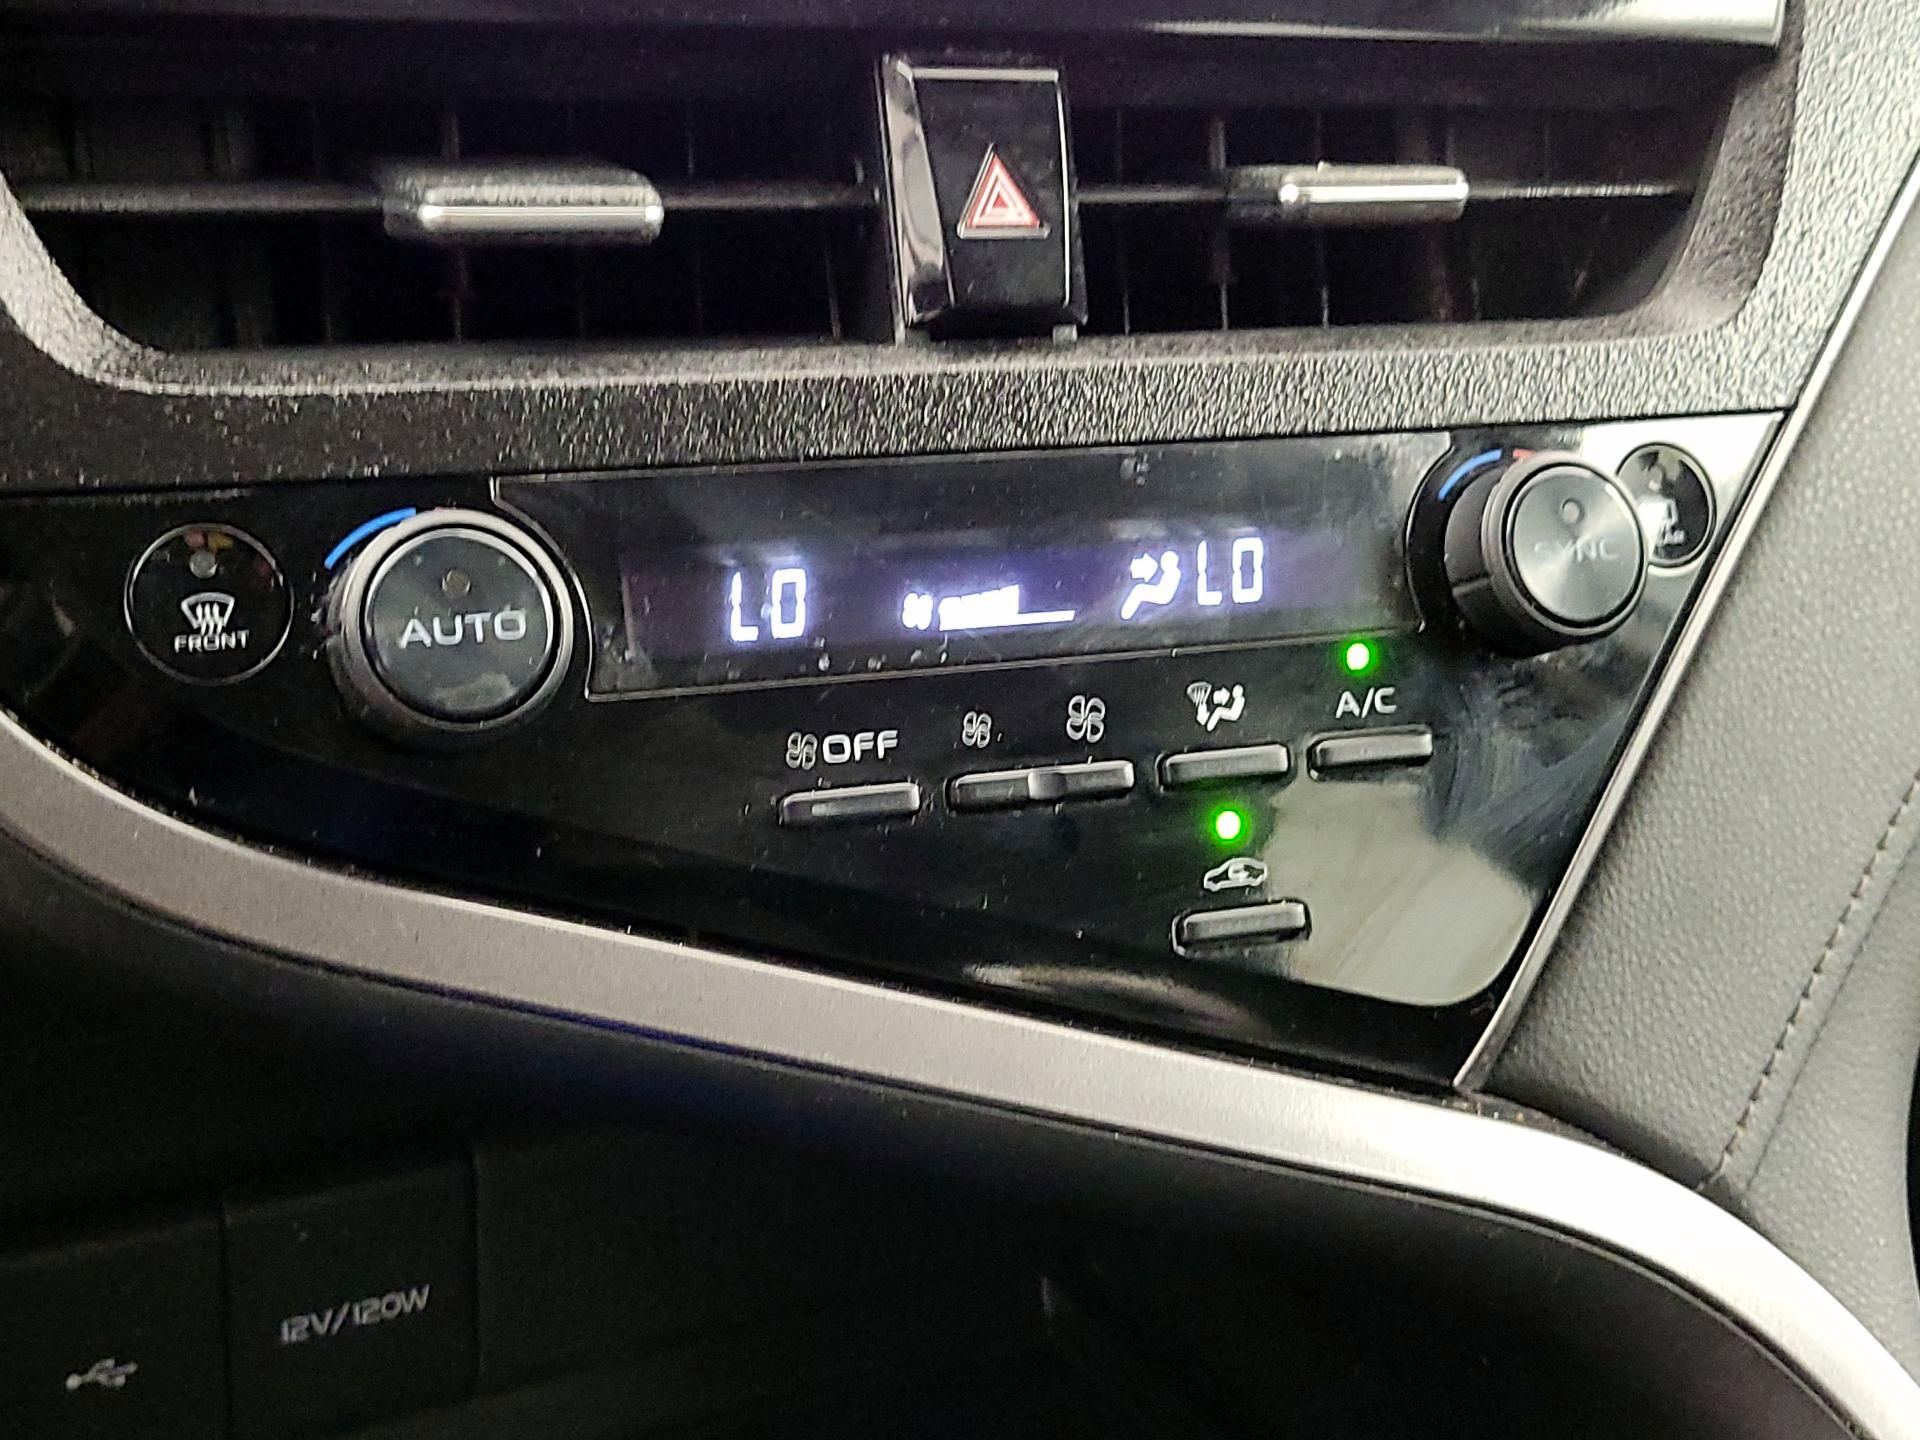 FRONT
AUTO
LO
LO
SYNC
OFF
A/C
12V/120W